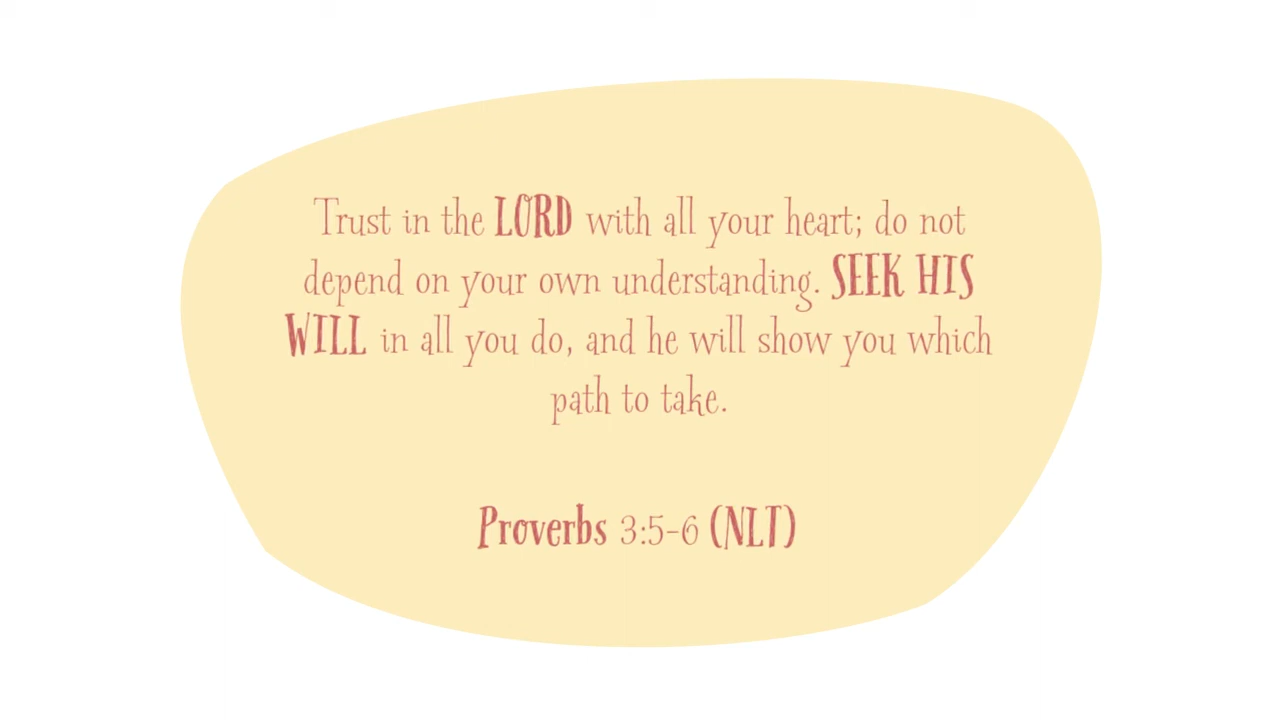 Trust in the LORD with all your heart; do not
depend on your own understanding. SEEK HIS
WILL in all you do, and he will show you which
path to take.
Proverbs 3:5-6 (NLT)